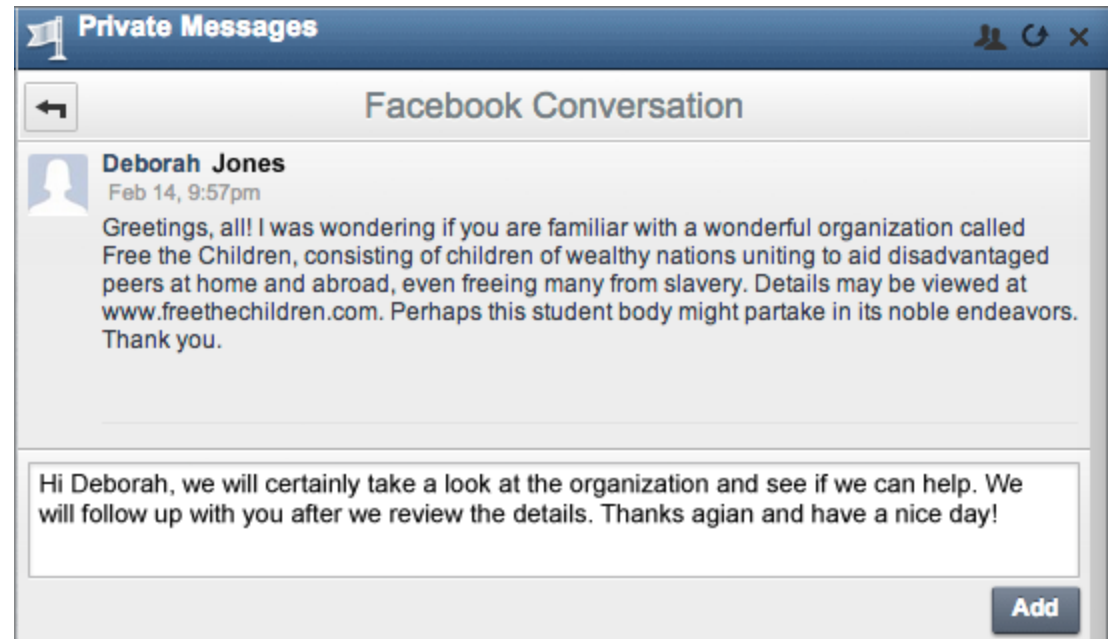 Private Messages
Facebook Conversation
Deborah Jones
Feb 14, 9:57pm
Greetings, all! I was wondering if you are familiar with a wonderful organization called
Free the Children, consisting of children of wealthy nations uniting to aid disadvantaged
peers at home and abroad, even freeing many from slavery. Details may be viewed at
www.freethechildren.com. Perhaps this student body might partake in its noble endeavors.
Thank you.
Hi Deborah, we will certainly take a look at the organization and see if we can help. We
will follow up with you after we review the details. Thanks agian and have a nice day!
Add